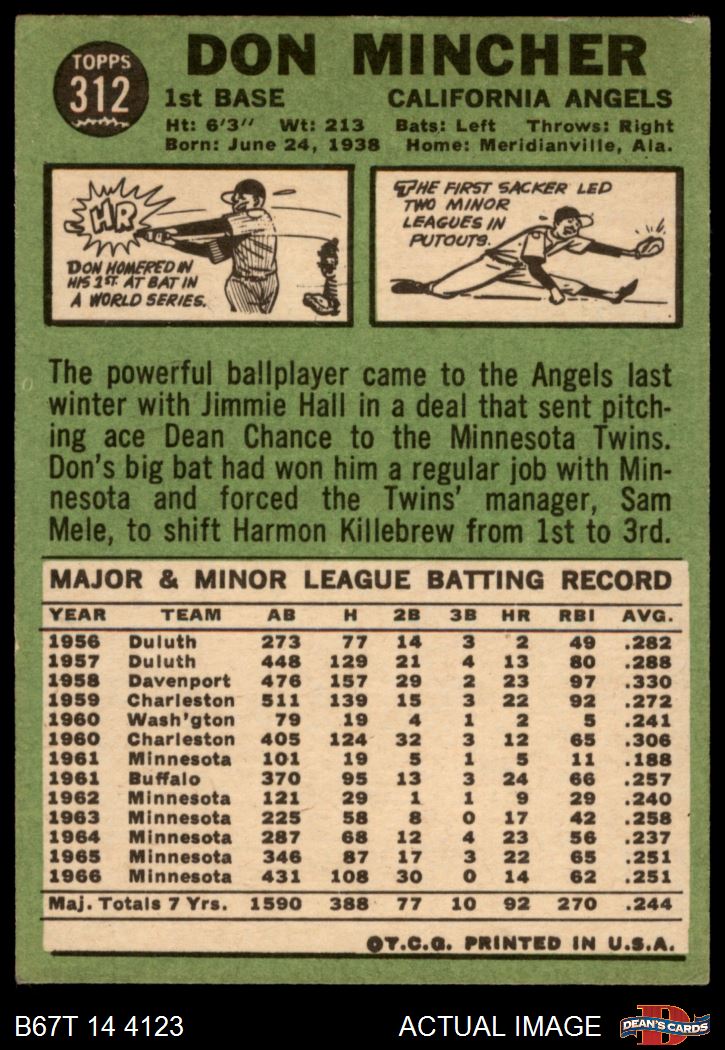 TOPPS
312
DON MINCHER
1st BASE CALIFORNIA ANGELS
Ht: 6'3" Wt: 213 Bats: Left Throws: Right
Born: June 24, 1938 Home: Meridianville, Ala.
HR
DON HOMERED IN
HIS 1ST. AT BAT IN
A WORLD SERIES.
THE FIRST SACKER LED
TWO MINOR
LEAGUES IN
PUTOUTS.
The powerful ballplayer came to the Angels last
winter with Jimmie Hall in a deal that sent pitch-
ing ace Dean Chance to the Minnesota Twins.
Don's big bat had won him a regular job with Min-
nesota and forced the Twins' manager, Sam
Mele, to shift Harmon Killebrew from 1st to 3rd.
MAJOR & MINOR LEAGUE BATTING RECORD
YEAR TEAM AB H 2B 3B HR RBI AVG.
1956 Duluth 273 77 14 3 2 49 .282
1957 Duluth 448 129 21 4 13 80 .288
1958 Davenport 476 157 29 2 23 97 .330
1959 Charleston 511 139 15 3 22 92 .272
1960 Wash'gton 79 19 4 1 2 5 .241
1960 Charleston 405 124 32 3 12 65 .306
1961 Minnesota 101 19 5 1 5 11 .188
1961 Buffalo 370 95 13 3 24 66 .257
1962 Minnesota 121 29 1 1 9 29 .240
1963 Minnesota 225 58 8 0 17 42 .258
1964 Minnesota 287 68 12 4 23 56 .237
1965 Minnesota 346 87 17 3 22 65 .251
1966 Minnesota 431 108 30 0 14 62 .251
Maj. Totals 7 Yrs. 1590 388 77 10 92 270 .244
©T.C.G. PRINTED IN U.S.A.
B67T 14 4123 ACTUAL IMAGE
DEAN'S CARDS